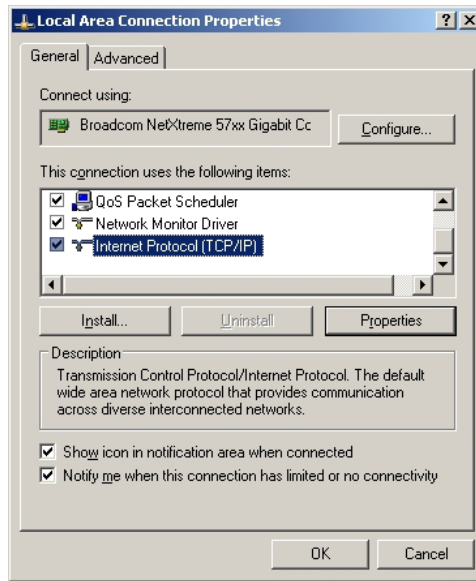 Local Area Connection Properties
General
Advanced
Connect using:
Broadcom NetXtreme 57xx Gigabit Cc
Configure...
This connection uses the following items:
QoS Packet Scheduler
Network Monitor Driver
Internet Protocol (TCP/IP)
Install...
Uninstall
Properties
Description
Transmission Control Protocol/Internet Protocol. The default
wide area network protocol that provides communication
across diverse interconnected networks.
Show icon in notification area when connected
Notify me when this connection has limited or no connectivity
OK
Cancel